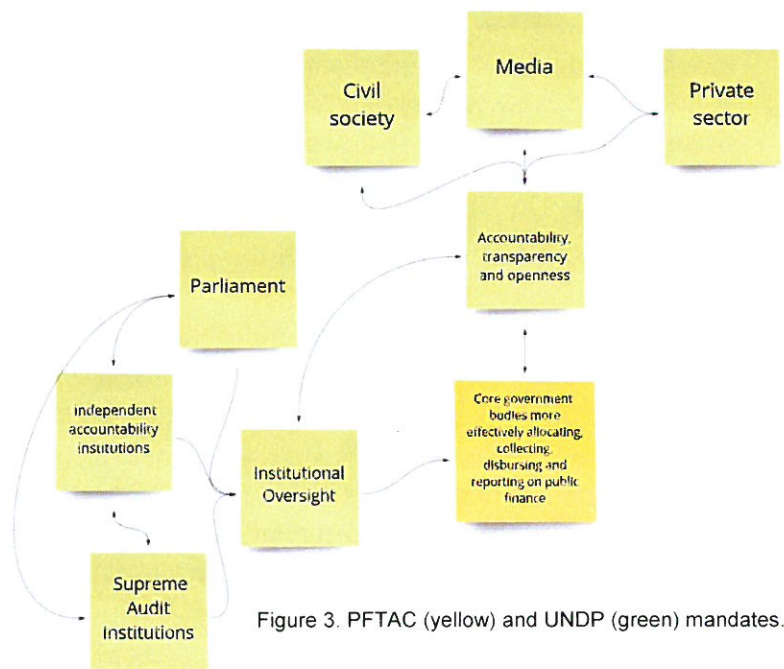 Civil
society
Media
Private
sector
Accountability,
transparency
and openness
Parliament
independent
accountability
institutions
Institutional
Oversight
Core government
bodies more
effectively allocating,
collecting,
disbursing and
reporting on public
finance
Supreme
Audit
Institutions
Figure 3. PFTAC (yellow) and UNDP (green) mandates.